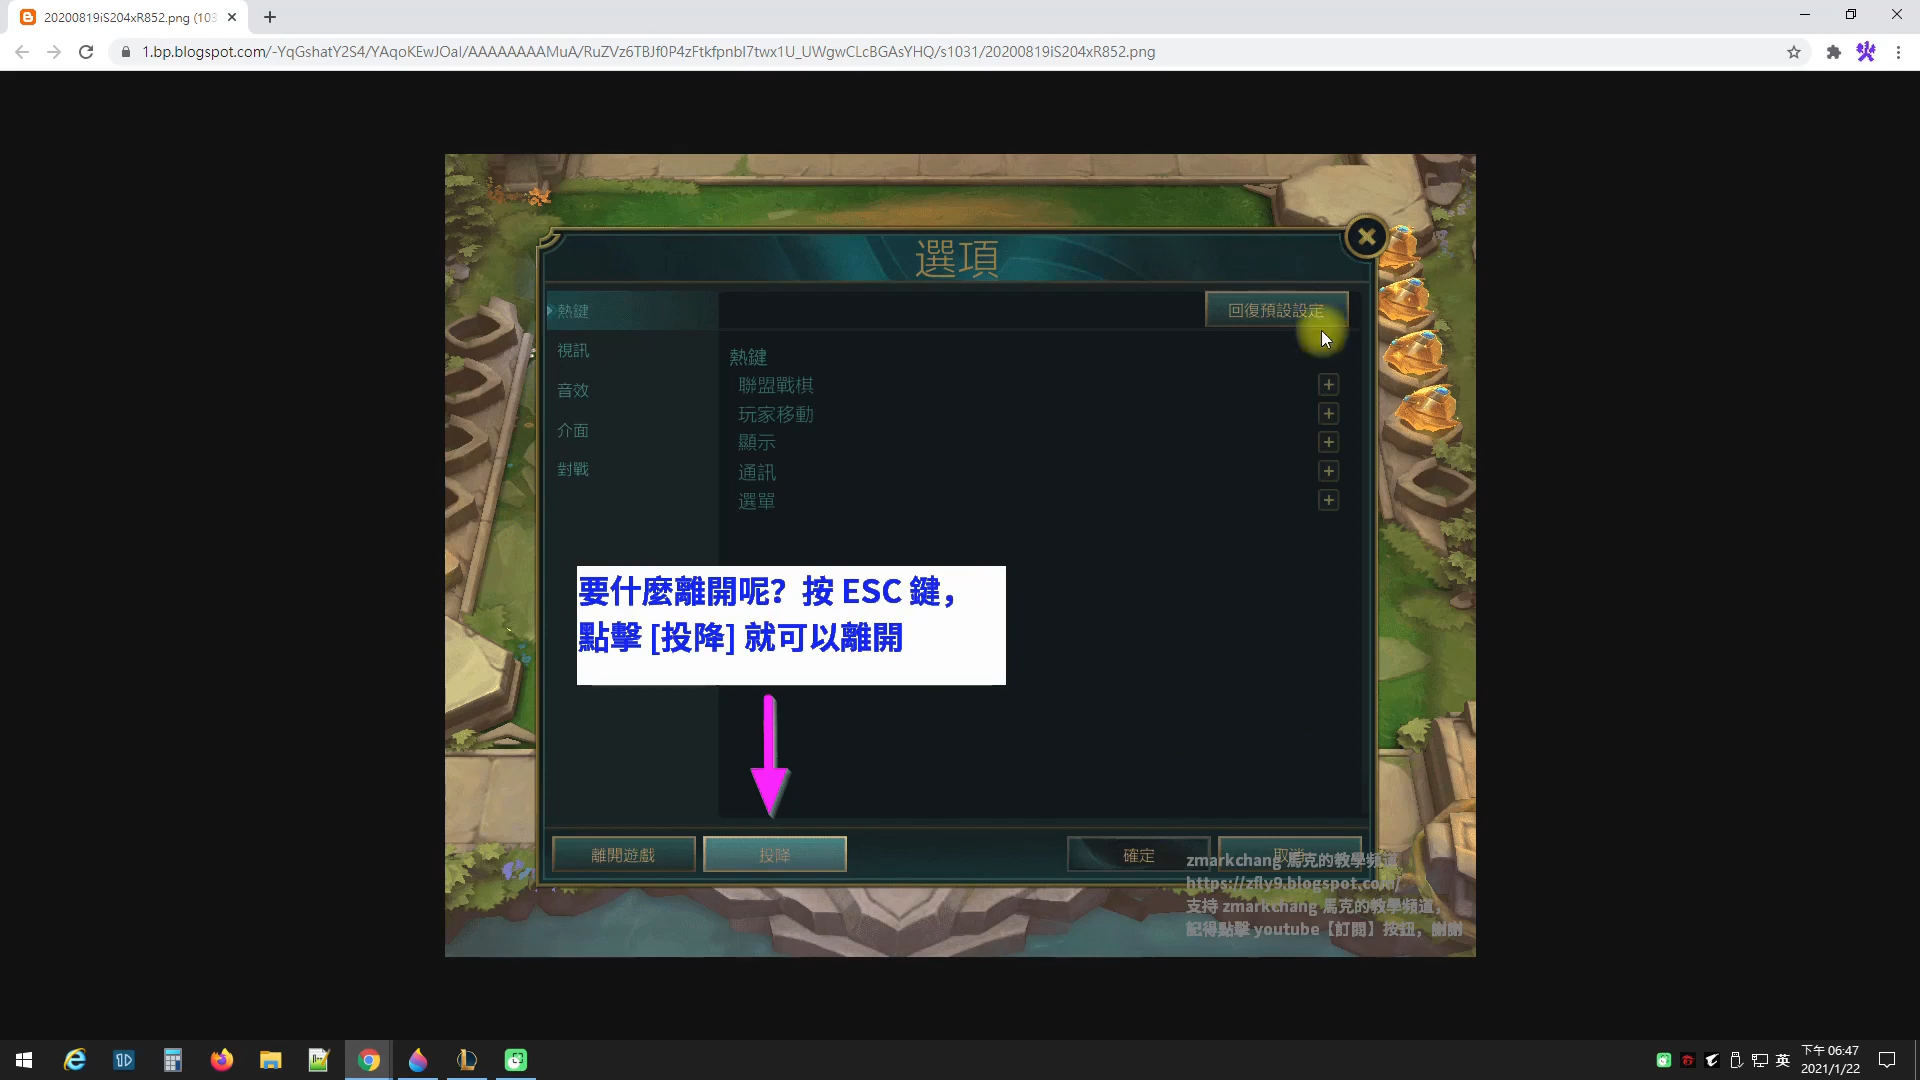 20200819iS204xR852.png (103
1.bp.blogspot.com/-YqGshatY2S4/YAqoKEwJOaI/AAAAAAAAMuA/RuZVz6TBJf0P4zFtkfpnbI7twx1U_UWgwCLcBGAsYHQ/s1031/20200819iS204xR852.png
選項
熱鍵
回復預設設定
視訊
音效
介面
對戰
熱鍵
聯盟戰棋
玩家移動
顯示
通訊
選單
要什麼離開呢? 按 ESC 鍵,
點擊 [投降] 就可以離開
離開遊戲
投降
確定
取消
zmarkchang 馬克的教學頻道
https://zfly9.blogspot.com/
支持 zmarkchang 馬克的教學頻道,
記得點擊 youtube【訂閱】按鈕, 謝謝
英
下午 06:47
2021/1/22